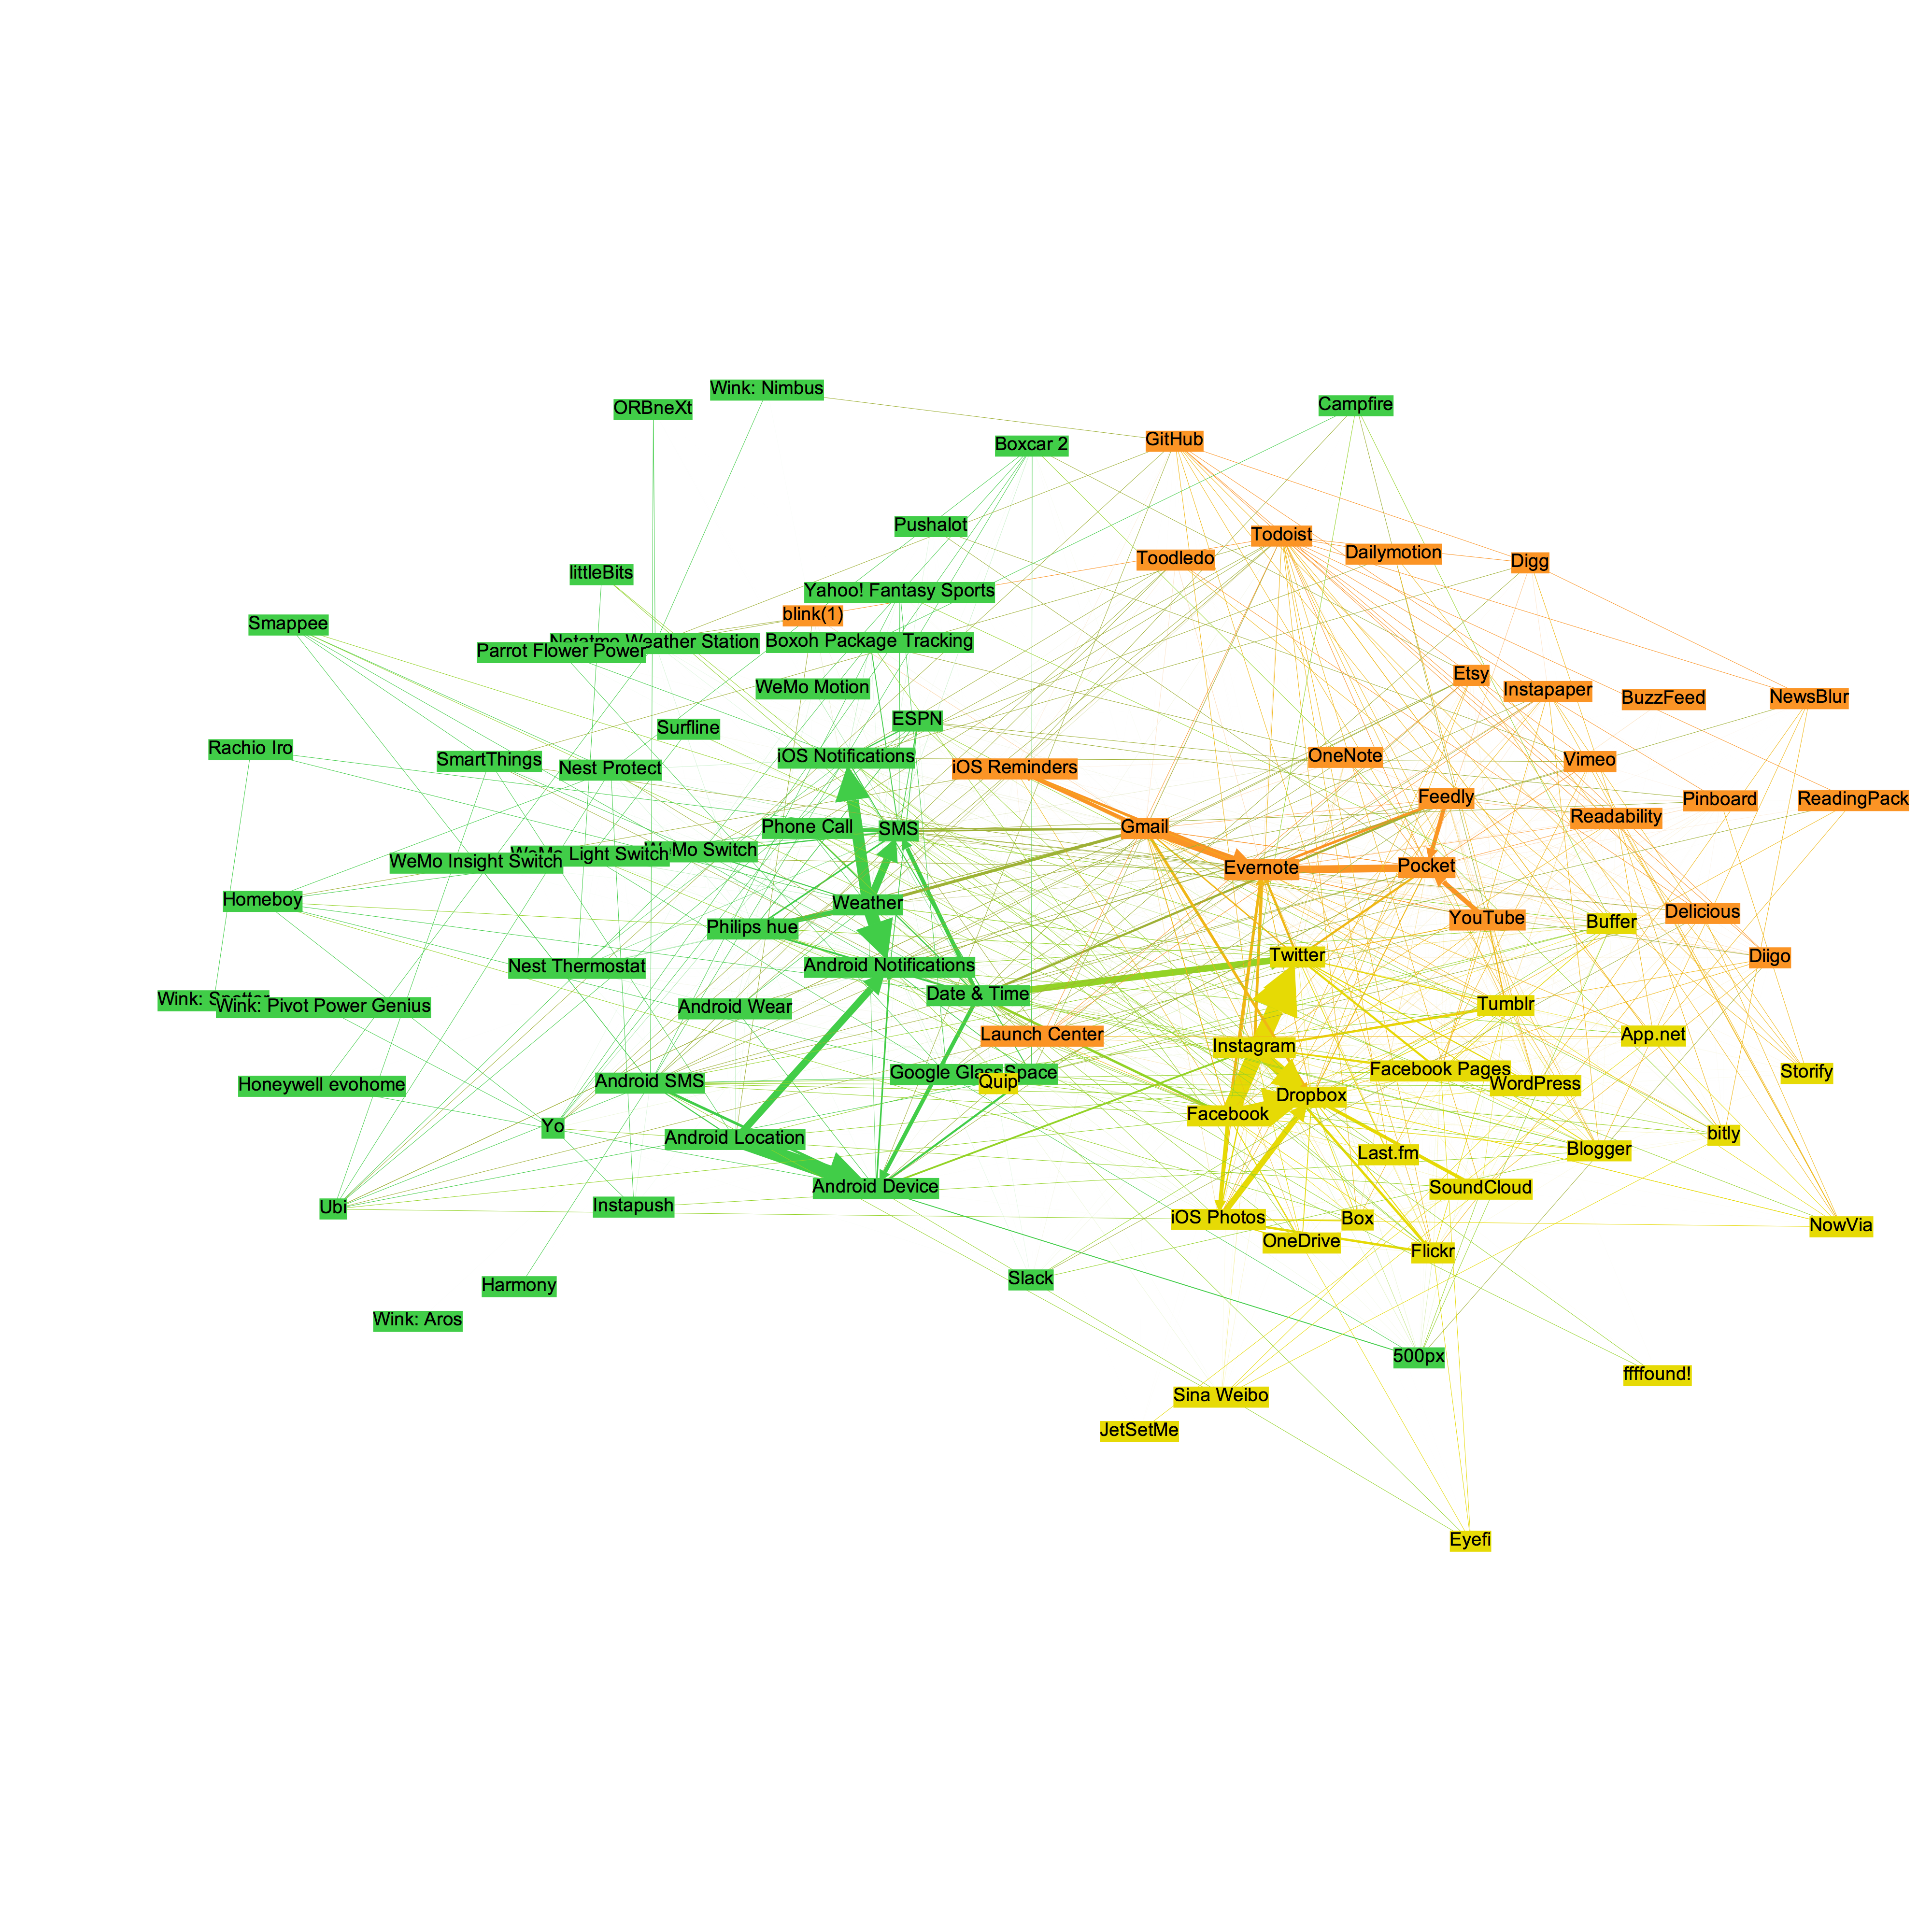 Wink: Nimbus
ORBneXt
Campfire
GitHub
Boxcar 2
Pushalot
Todoist
Toodledo
Dailymotion
Digg
littleBits
Yahoo! Fantasy Sports
blink(1)
Smappee
Netatmo Weather Station
Parrot Flower Power
Boxoh Package Tracking
WeMo Motion
Etsy
Instapaper
BuzzFeed
NewsBlur
ESPN
Surfline
Rachio Iro
SmartThings
Nest Protect
iOS Notifications
iOS Reminders
OneNote
Vimeo
Feedly
Pinboard
ReadingPack
Readability
Phone Call
SMS
Gmail
WeMo Insight Switch
WeMo Light Switch
WeMo Switch
Evernote
Pocket
Homeboy
Weather
Philips hue
YouTube
Delicious
Buffer
Twitter
Diigo
Nest Thermostat
Android Notifications
Date & Time
Wink: Pivot Power Genius
Android Wear
Tumblr
Launch Center
Instagram
App.net
Google Glass
Space
Quip
Facebook Pages
WordPress
Storify
Honeywell evohome
Android SMS
Dropbox
Facebook
Yo
Android Location
Last.fm
Blogger
bitly
Android Device
SoundCloud
Ubi
Instapush
iOS Photos
Box
NowVia
OneDrive
Flickr
Slack
Harmony
Wink: Aros
500px
ffffound!
Sina Weibo
JetSetMe
Eyefi